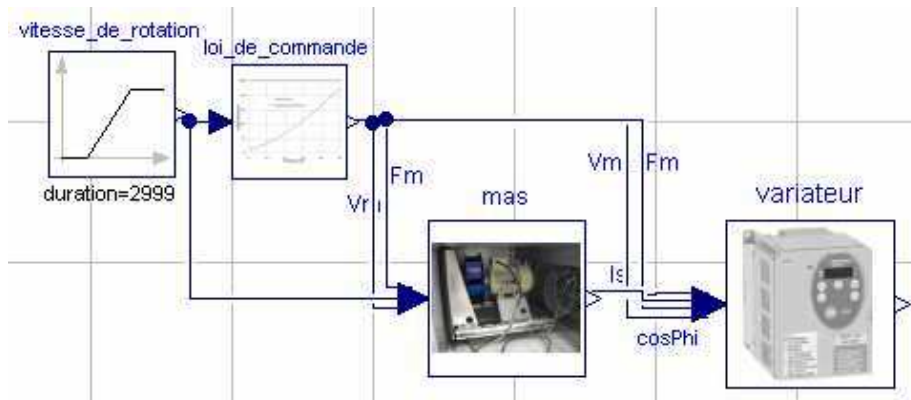 vitesse_de_rotation
loi_de_commande
duration=2999
Fm
mas
Vm
Fm
variateur
Is
cosPhi